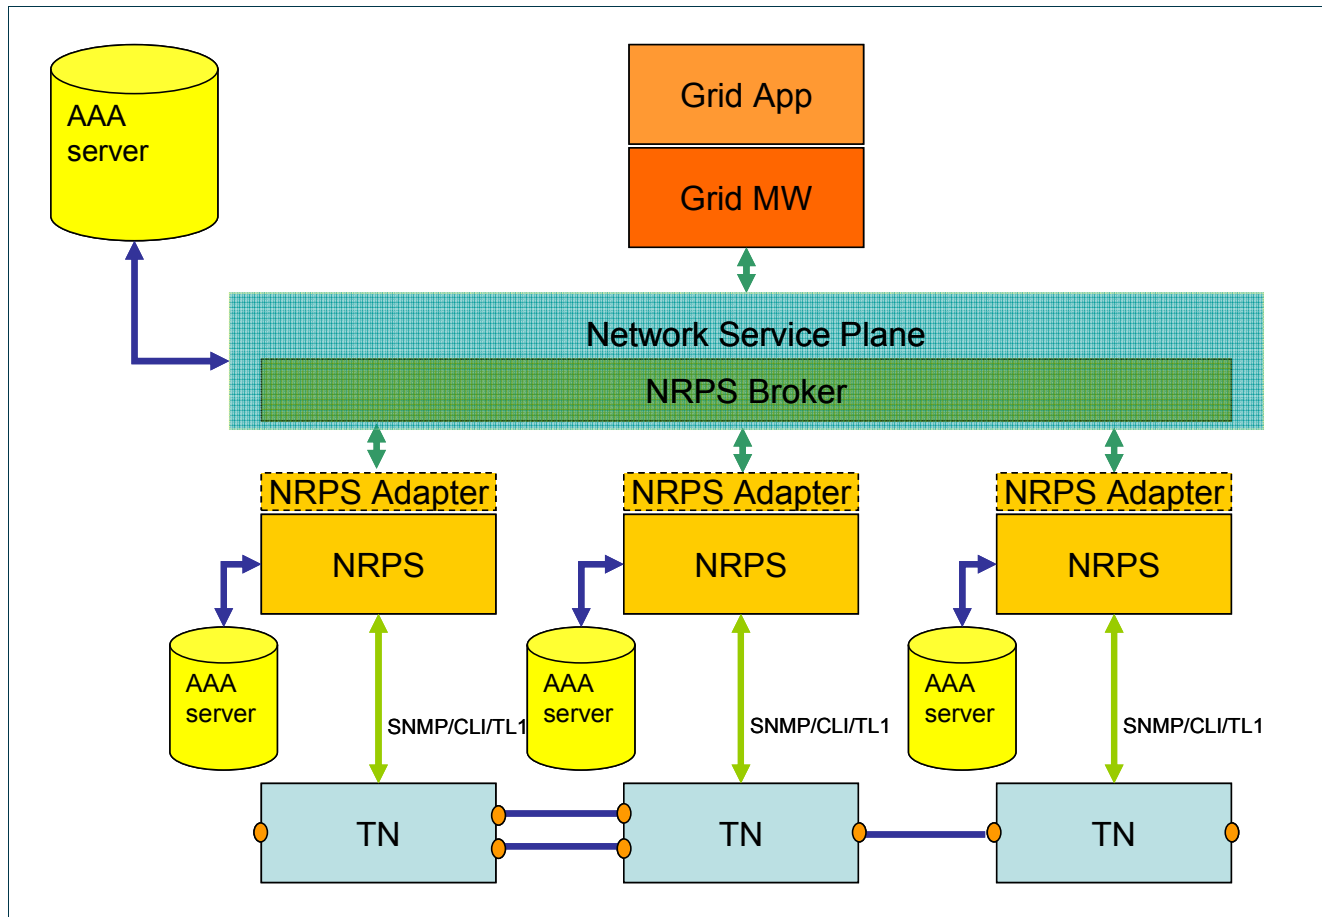 AAA
server
Grid App
Grid MW
Network Service Plane
NRPS Broker
NRPS Adapter
NRPS Adapter
NRPS Adapter
NRPS
NRPS
NRPS
AAA
server
AAA
server
AAA
server
SNMP/CLI/TL1
SNMP/CLI/TL1
SNMP/CLI/TL1
TN
TN
TN